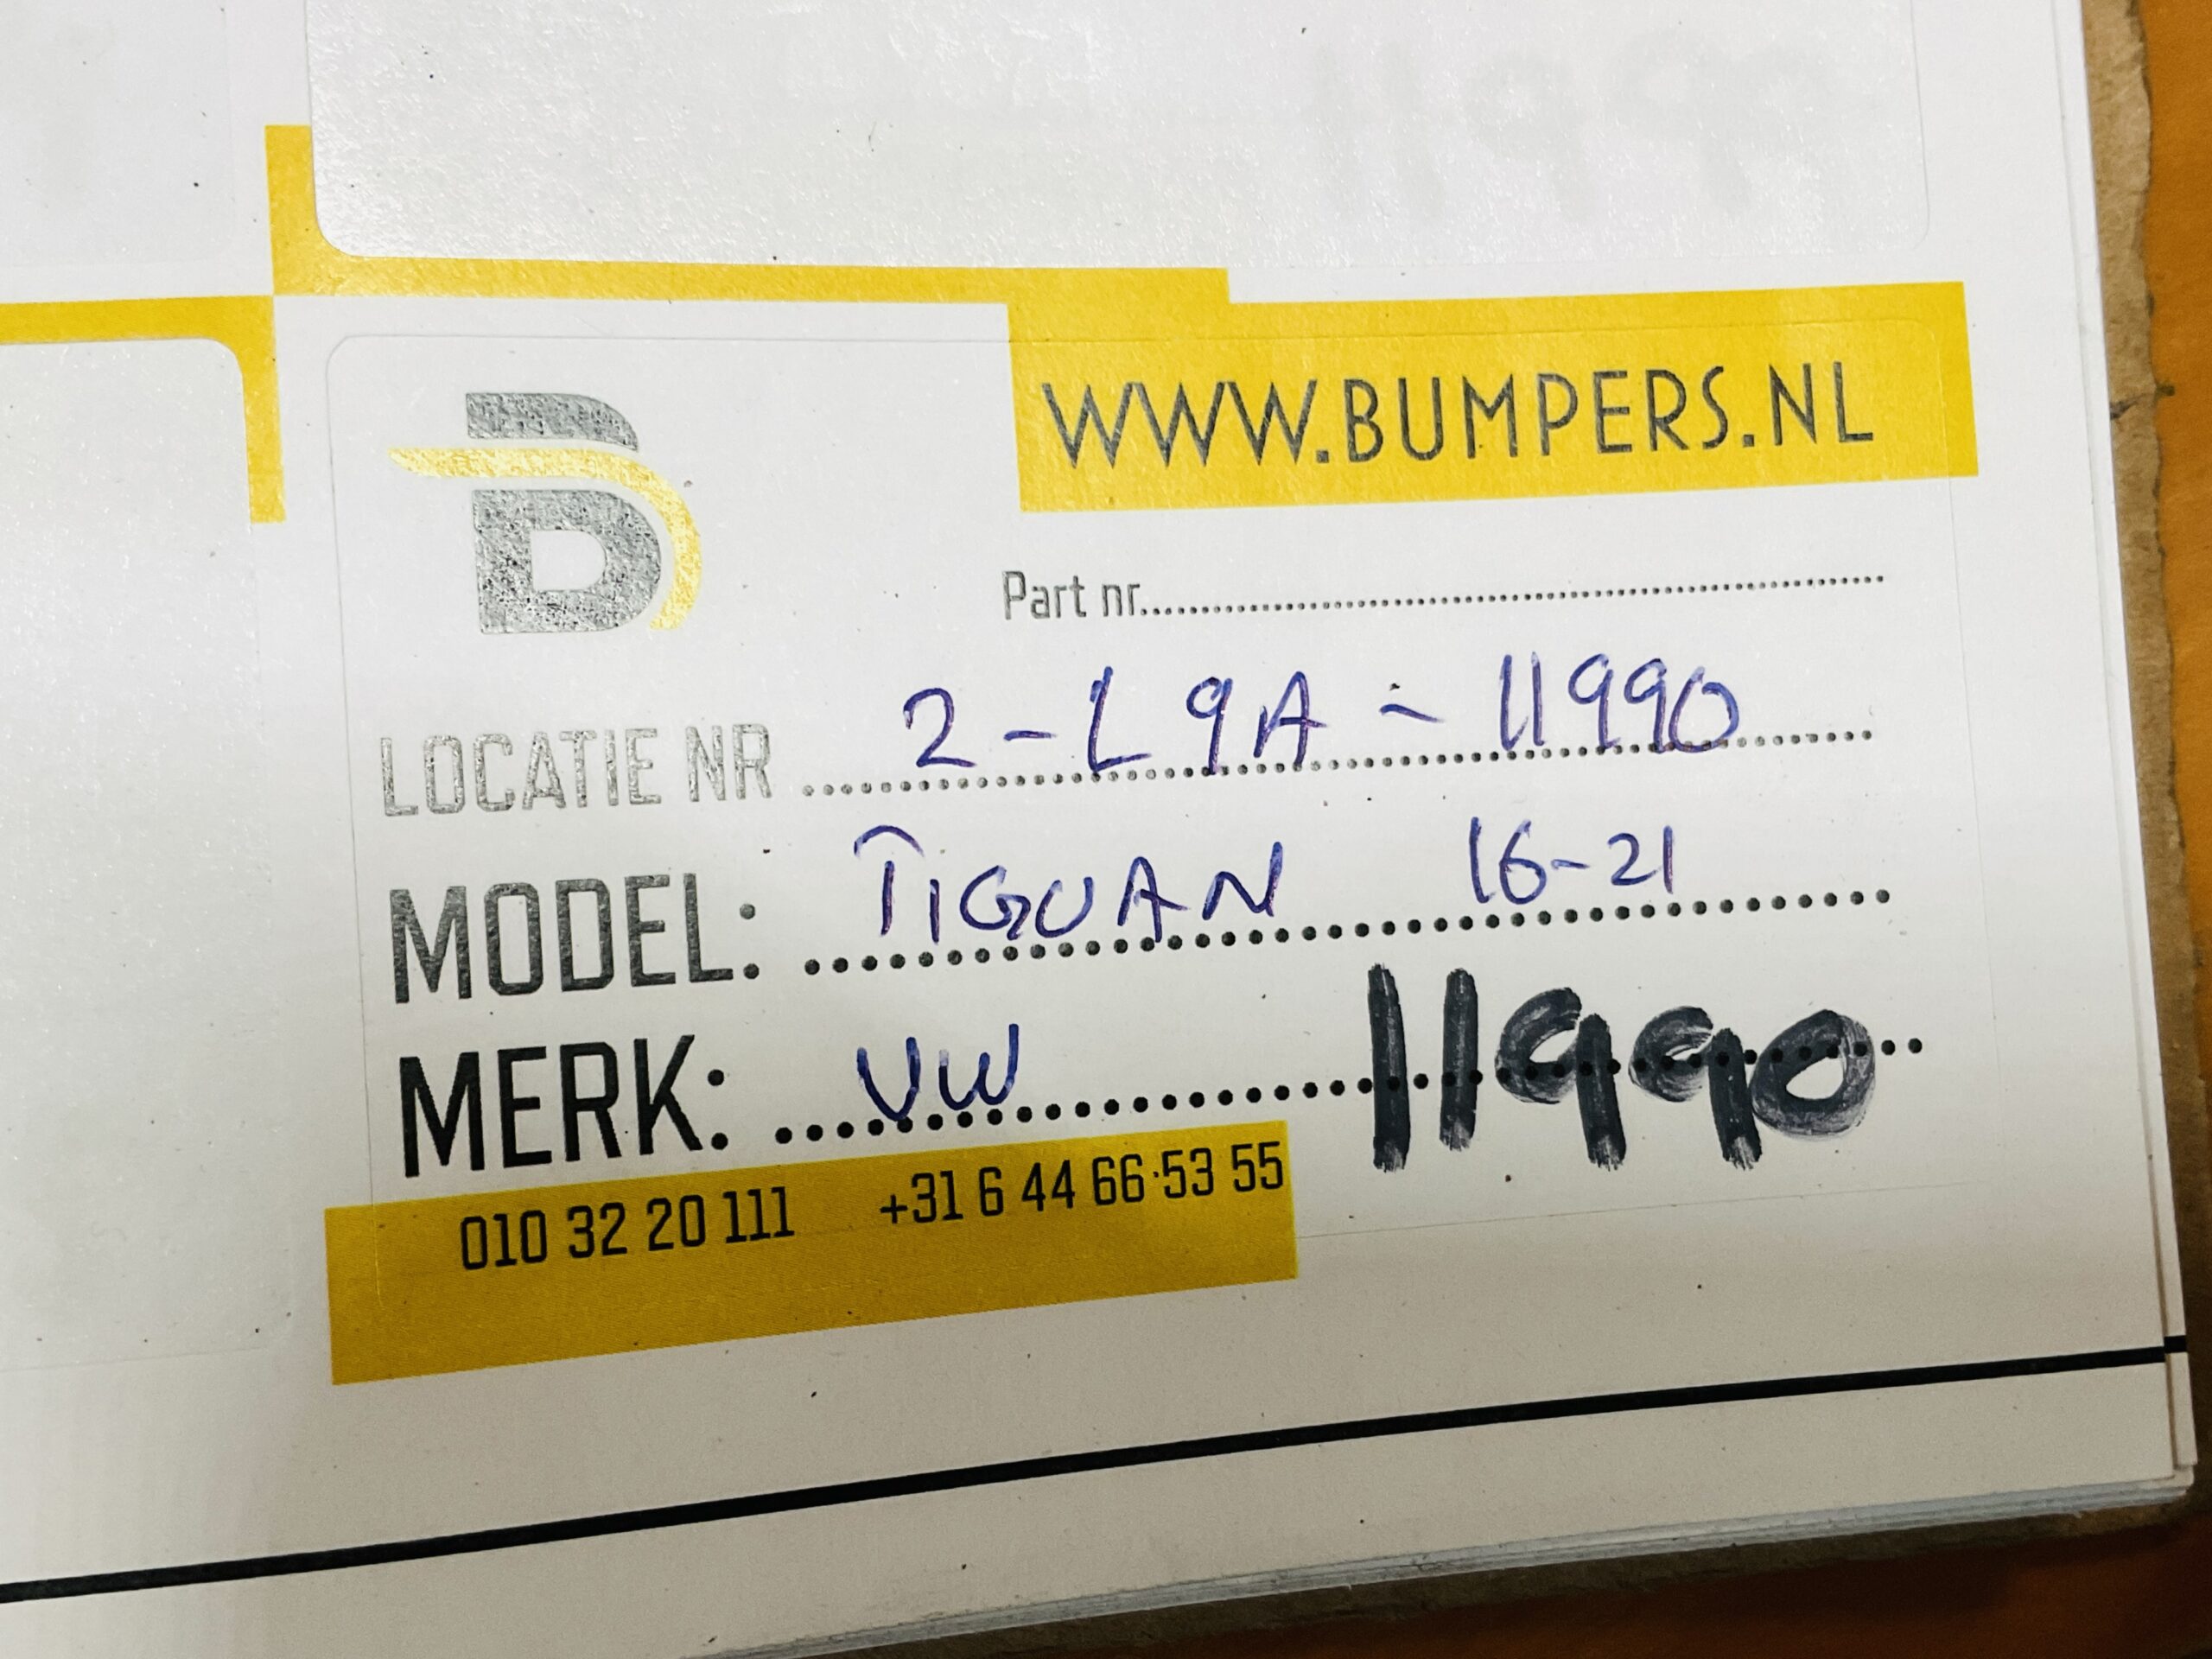 WWW.BUMPERS.NL
Part nr.
LOCATIE NR 2-L9A-11990
MODEL: TIGUAN 16-21
MERK: VW 11990
010 32 20 111 +31 6 44 66 53 55